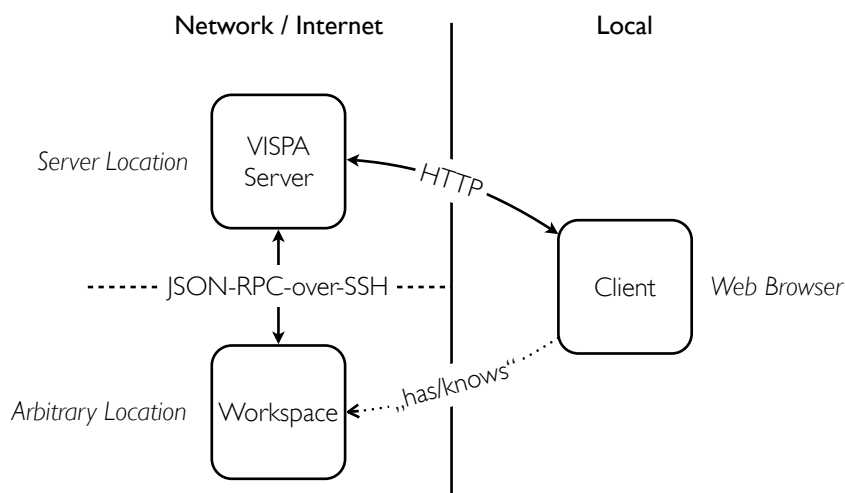 Network / Internet
Local
VISPA
Server
Server Location
HTTP
JSON-RPC-over-SSH
Client
Web Browser
„has/knows“
Arbitrary Location
Workspace